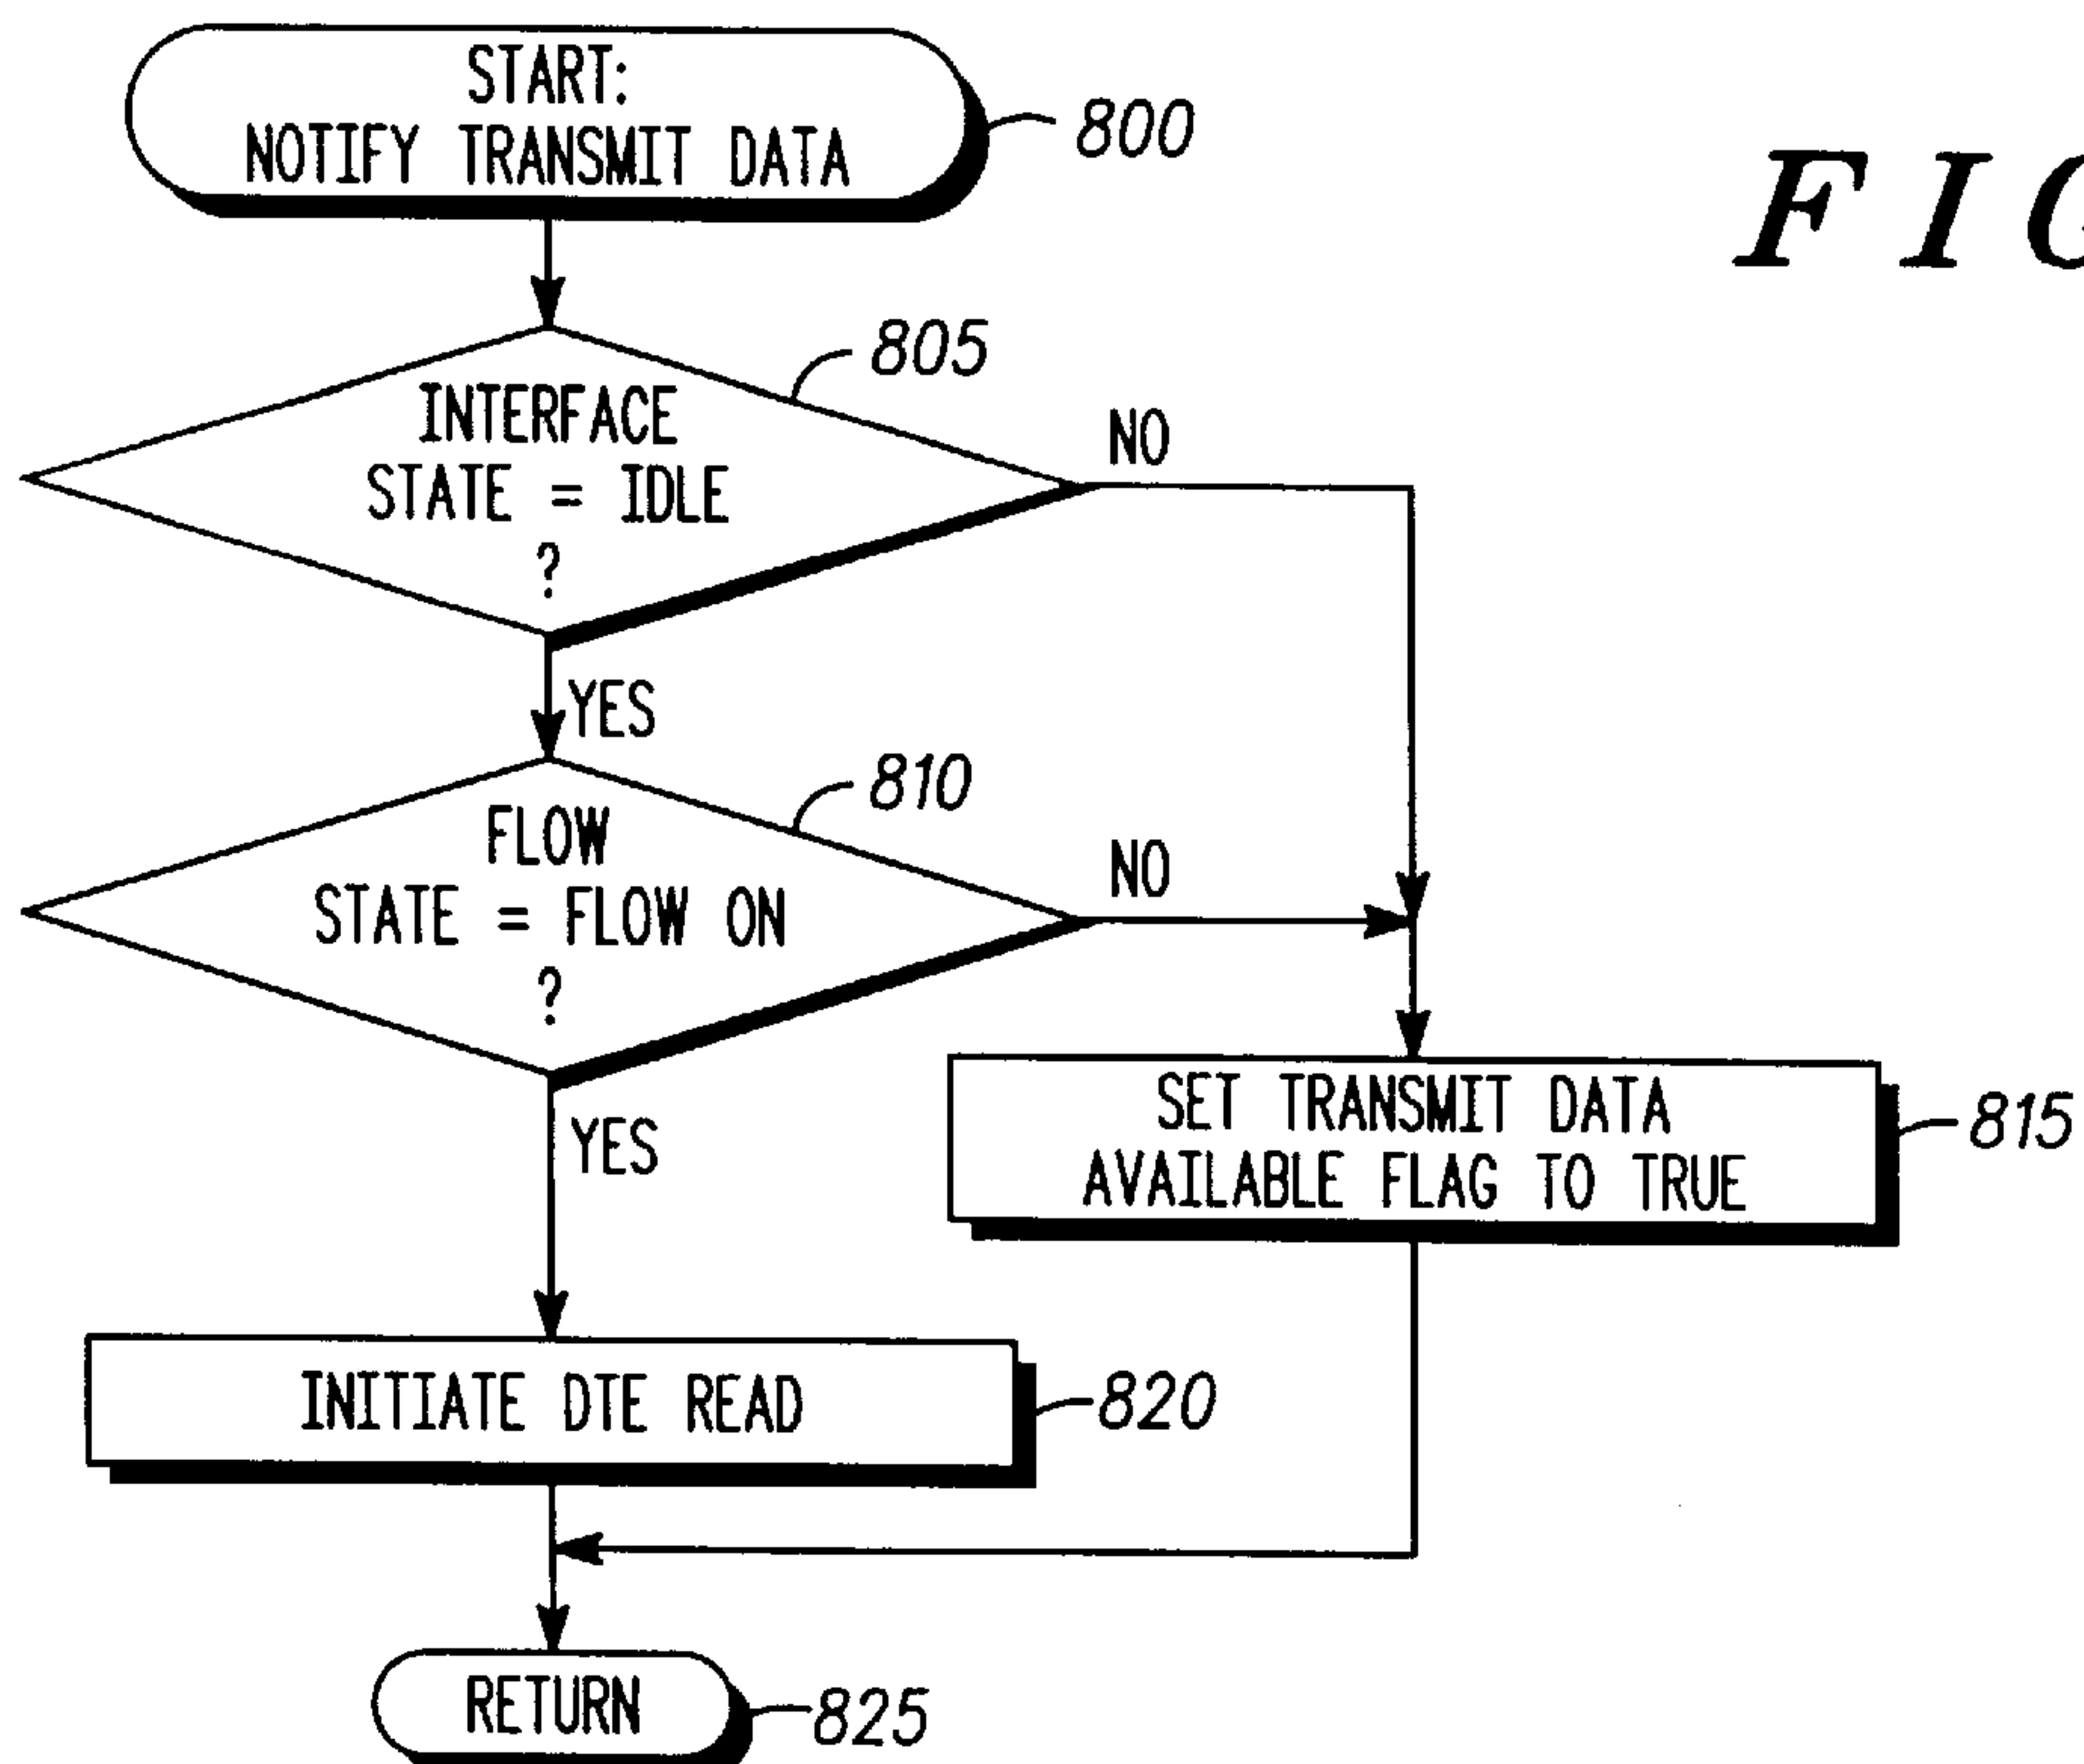 START:
NOTIFY TRANSMIT DATA
800
FIG
805
INTERFACE
STATE = IDLE
?
NO
YES
810
FLOW
STATE = FLOW ON
?
NO
YES
SET TRANSMIT DATA
AVAILABLE FLAG TO TRUE
815
INITIATE DTE READ
820
RETURN
825